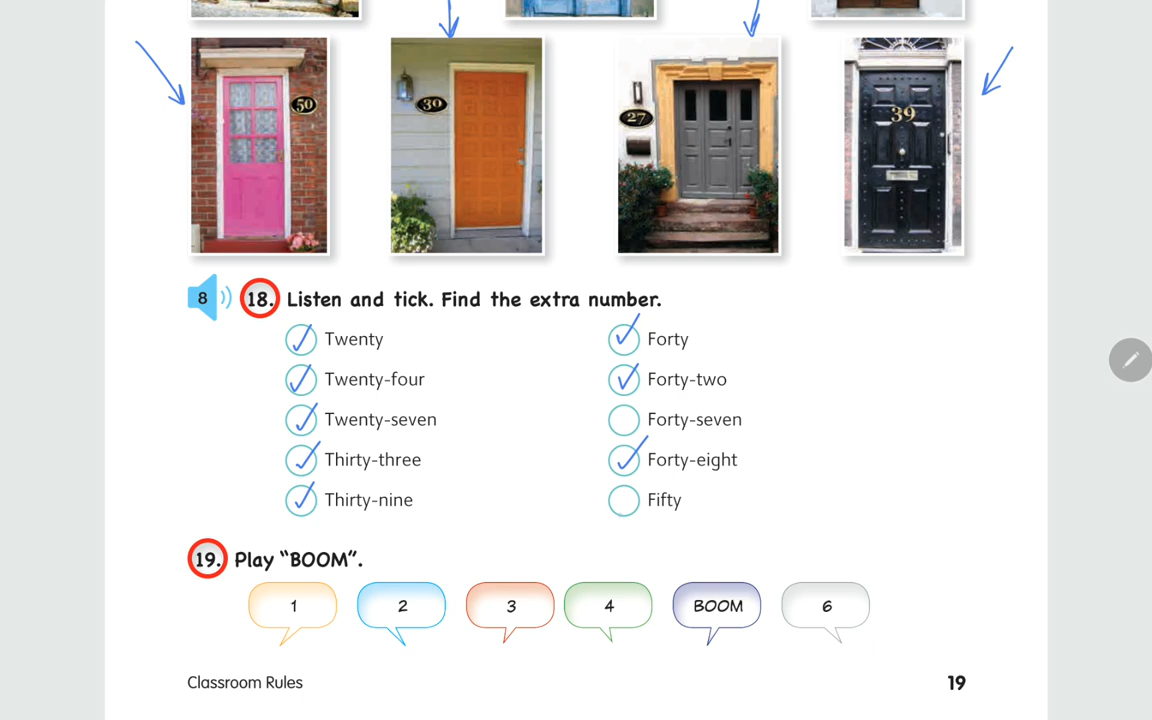 50
30
27
39
8
18. Listen and tick. Find the extra number.
Twenty
Twenty-four
Twenty-seven
Thirty-three
Thirty-nine
Forty
Forty-two
Forty-seven
Forty-eight
Fifty
19. Play “BOOM”.
1 2 3 4 BOOM 6
Classroom Rules 19